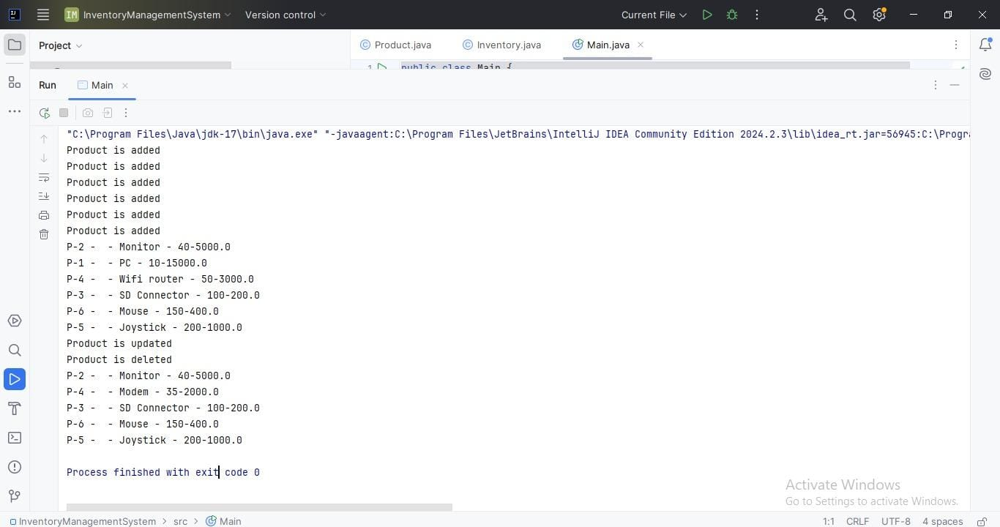 IM InventoryManagementSystem Version control Current File
Project
Product.java Inventory.java Main.java
1 public class Main {
Run Main
"C:\Program Files\Java\jdk-17\bin\java.exe" "-javaagent:C:\Program Files\JetBrains\IntelliJ IDEA Community Edition 2024.2.3\lib\idea_rt.jar=56945:C:\Progra
Product is added
Product is added
Product is added
Product is added
Product is added
Product is added
P-2 -  - Monitor - 40-5000.0
P-1 -  - PC - 10-15000.0
P-4 -  - Wifi router - 50-3000.0
P-3 -  - SD Connector - 100-200.0
P-6 -  - Mouse - 150-400.0
P-5 -  - Joystick - 200-1000.0
Product is updated
Product is deleted
P-2 -  - Monitor - 40-5000.0
P-4 -  - Modem - 35-2000.0
P-3 -  - SD Connector - 100-200.0
P-6 -  - Mouse - 150-400.0
P-5 -  - Joystick - 200-1000.0
Process finished with exit code 0
Activate Windows
Go to Settings to activate Windows.
InventoryManagementSystem > src > Main 1:1 CRLF UTF-8 4 spaces